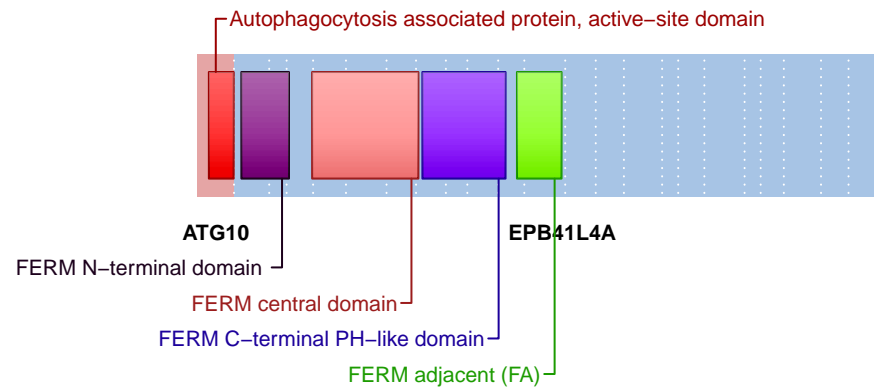 Autophagocytosis associated protein, active−site domain
ATG10
EPB41L4A
FERM N−terminal domain
FERM central domain
FERM C−terminal PH−like domain
FERM adjacent (FA)